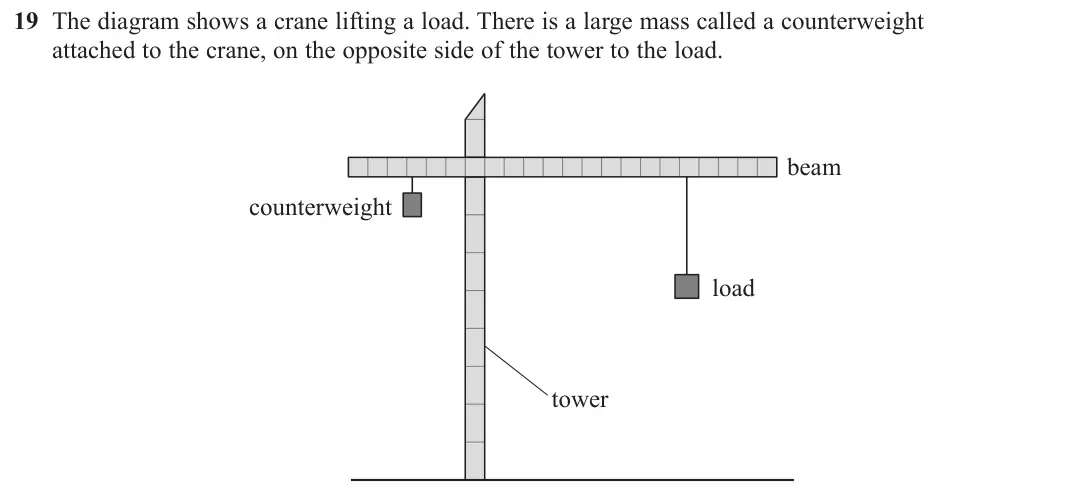 19 The diagram shows a crane lifting a load. There is a large mass called a counterweight
attached to the crane, on the opposite side of the tower to the load.
beam
counterweight
load
tower